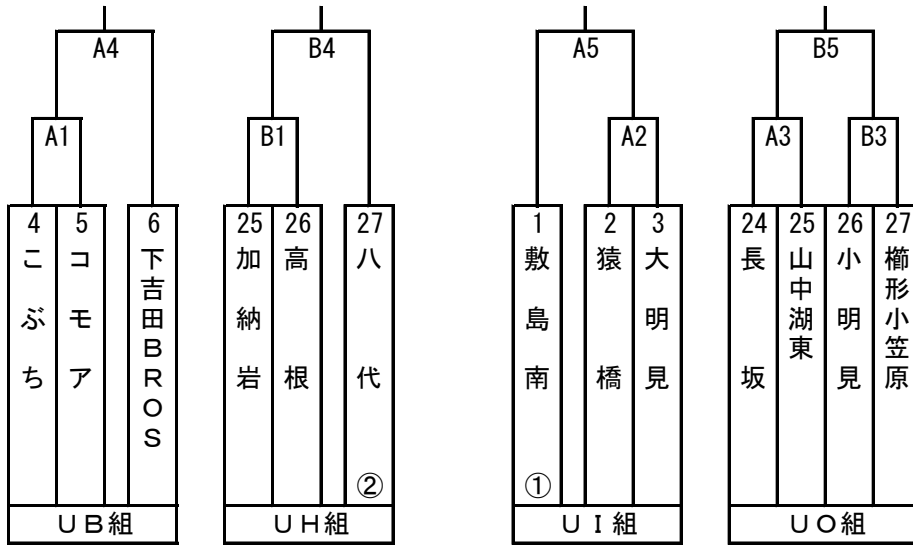 A4 B4 A5 B5
A1 B1 A2 A3 B3
4 5 6 25 26 27 1 2 3 24 25 26 27
こぶち
コモア
下吉田BROS
加納岩
高根
八代
②
敷島南
①
猿橋
大明見
長坂
山中湖東
小明見
櫛形小笠原
UB組 UH組 UI組 UO組